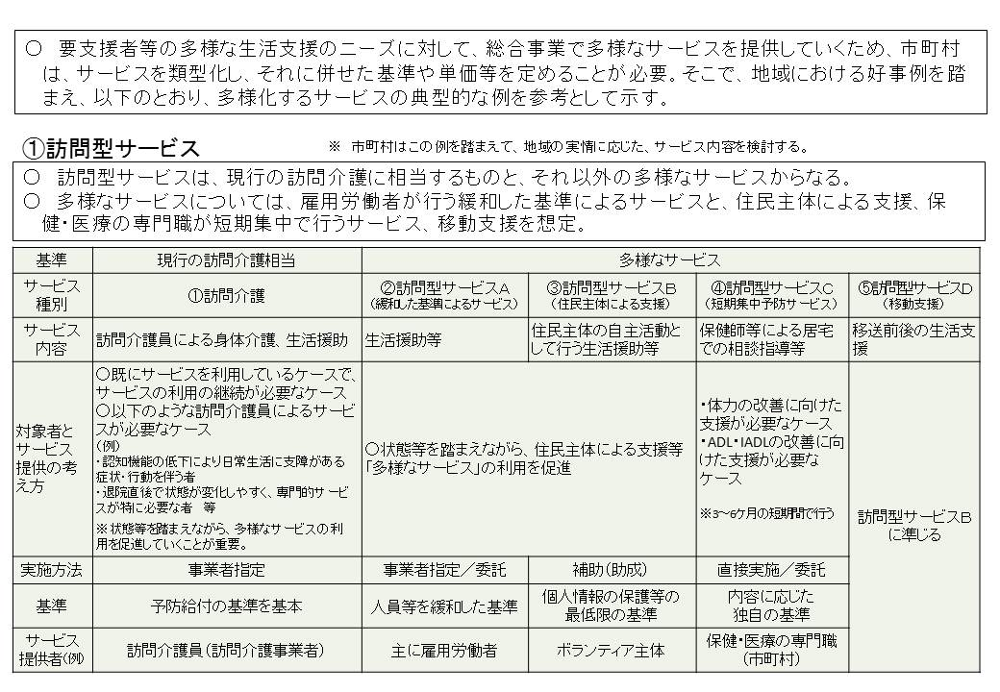 ○　要支援者等の多様な生活支援のニーズに対して、総合事業で多様なサービスを提供していくため、市町村
は、サービスを類型化し、それに併せた基準や単価等を定めることが必要。そこで、地域における好事例を踏
まえ、以下のとおり、多様化するサービスの典型的な例を参考として示す。
①訪問型サービス
※　市町村はこの例を踏まえて、地域の実情に応じた、サービス内容を検討する。
○　訪問型サービスは、現行の訪問介護に相当するものと、それ以外の多様なサービスからなる。
○　多様なサービスについては、雇用労働者が行う緩和した基準によるサービスと、住民主体による支援、保
健・医療の専門職が短期集中で行うサービス、移動支援を想定。
基準
現行の訪問介護相当
多様なサービス
サービス
種別
①訪問介護
②訪問型サービスA
（緩和した基準によるサービス）
③訪問型サービスB
（住民主体による支援）
④訪問型サービスC
（短期集中予防サービス）
⑤訪問型サービスD
（移動支援）
サービス
内容
訪問介護員による身体介護、生活援助
生活援助等
住民主体の自主活動と
して行う生活援助等
保健師等による居宅
での相談指導等
移送前後の生活支
援
対象者と
サービス
提供の考
え方
○既にサービスを利用しているケースで、
サービスの利用の継続が必要なケース
○以下のような訪問介護員によるサービ
スが必要なケース
（例）
・認知機能の低下により日常生活に支障がある
症状・行動を伴う者
・退院直後で状態が変化しやすく、専門的サービ
スが特に必要な者　等
※状態等を踏まえながら、多様なサービスの利
用を促進していくことが重要。
○状態等を踏まえながら、住民主体による支援等
「多様なサービス」の利用を促進
・体力の改善に向けた
支援が必要なケース
・ADL・IADLの改善に向
けた支援が必要な
ケース
※3～6ケ月の短期間で行う
訪問型サービスB
に準じる
実施方法
事業者指定
事業者指定／委託
補助（助成）
直接実施／委託
基準
予防給付の基準を基本
人員等を緩和した基準
個人情報の保護等の
最低限の基準
内容に応じた
独自の基準
サービス
提供者（例）
訪問介護員（訪問介護事業者）
主に雇用労働者
ボランティア主体
保健・医療の専門職
（市町村）